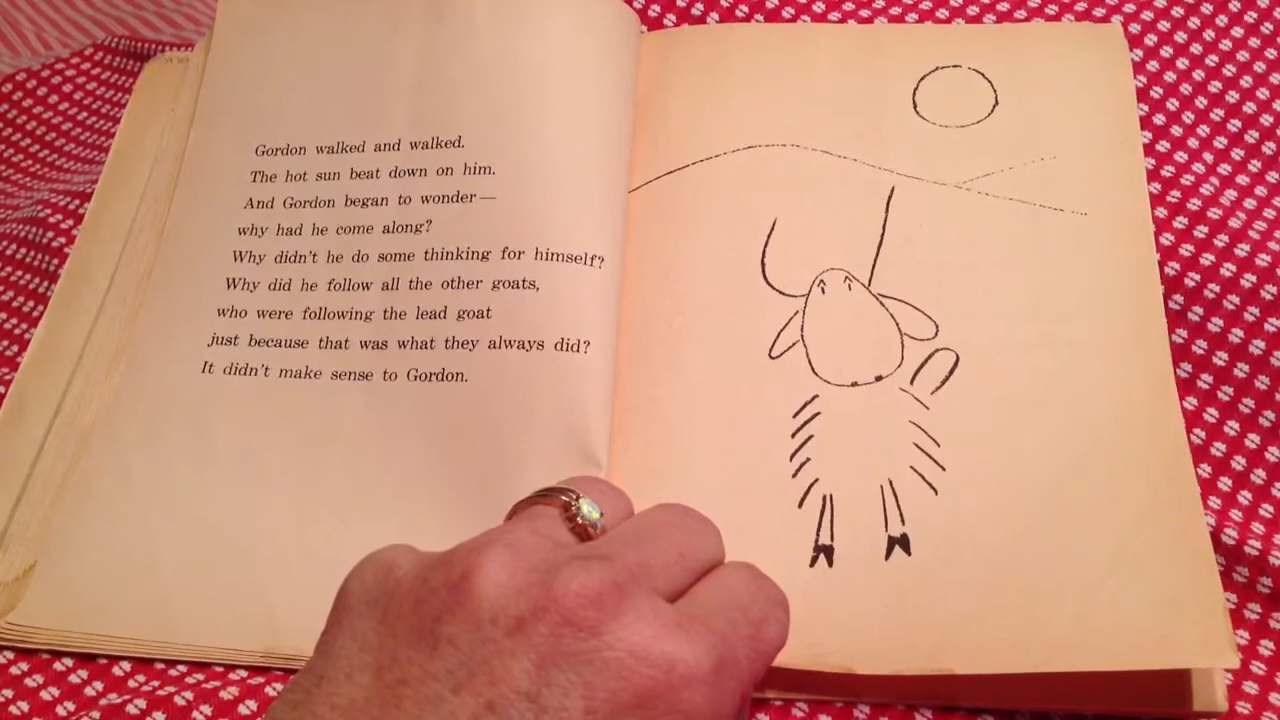 Gordon walked and walked.
The hot sun beat down on him.
And Gordon began to wonder—
why had he come along?
Why didn't he do some thinking for himself?
Why did he follow all the other goats,
who were following the lead goat
just because that was what they always did?
It didn't make sense to Gordon.